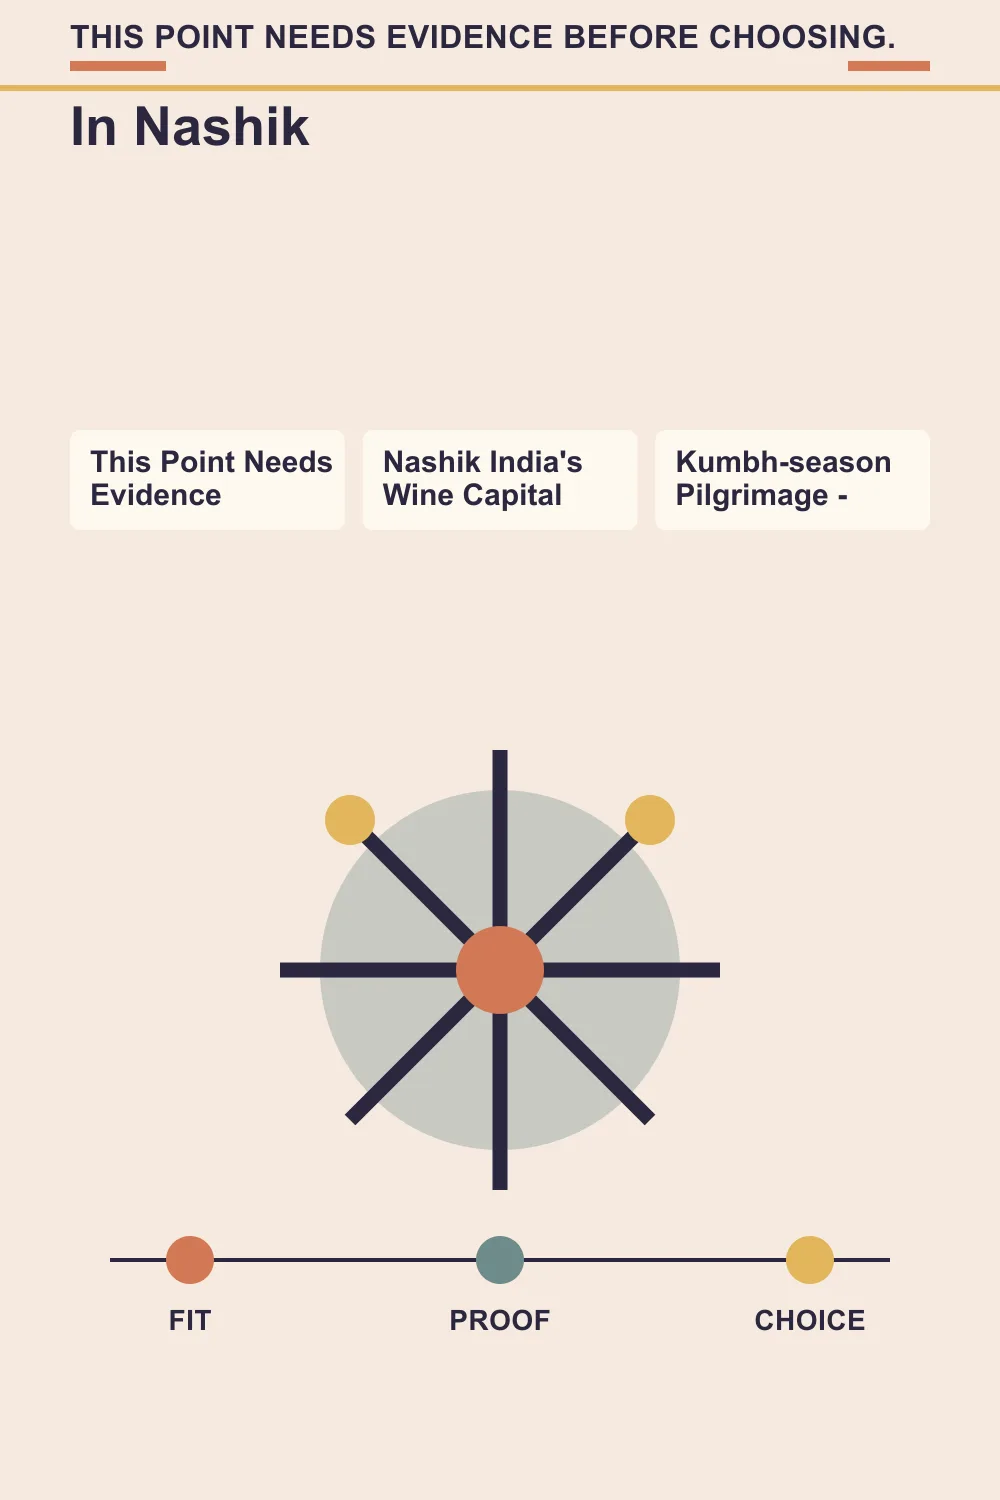 THIS POINT NEEDS EVIDENCE BEFORE CHOOSING.
In Nashik
This Point Needs
Evidence
Nashik India's
Wine Capital
Kumbh-season
Pilgrimage -
FIT
PROOF
CHOICE